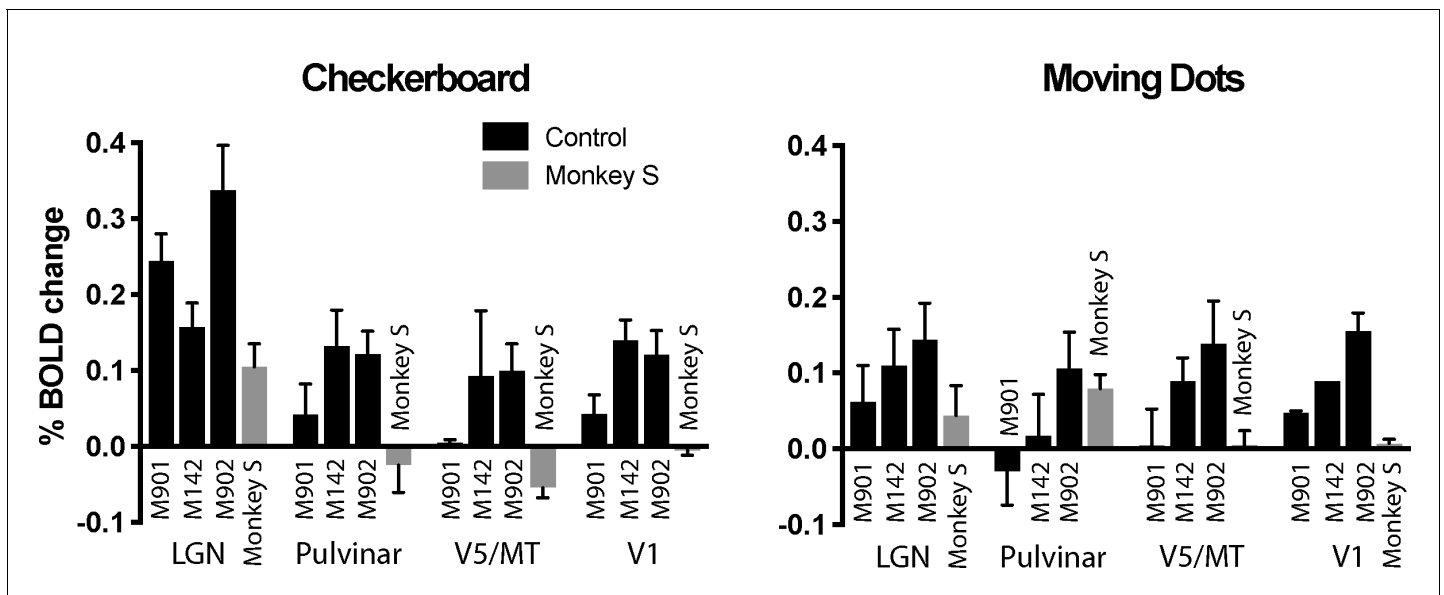 Checkerboard
Control
Monkey S
% BOLD change
0.4
0.3
0.2
0.1
0.0
-0.1
M901
M142
M902
Monkey S
LGN
M901
M142
M902
Monkey S
Pulvinar
M901
M142
M902
Monkey S
V5/MT
M901
M142
M902
Monkey S
V1
Moving Dots
0.4
0.3
0.2
0.1
0.0
-0.1
M901
M142
M902
Monkey S
LGN
M901
M142
M902
Monkey S
Pulvinar
M901
M142
M902
Monkey S
V5/MT
M901
M142
M902
Monkey S
V1